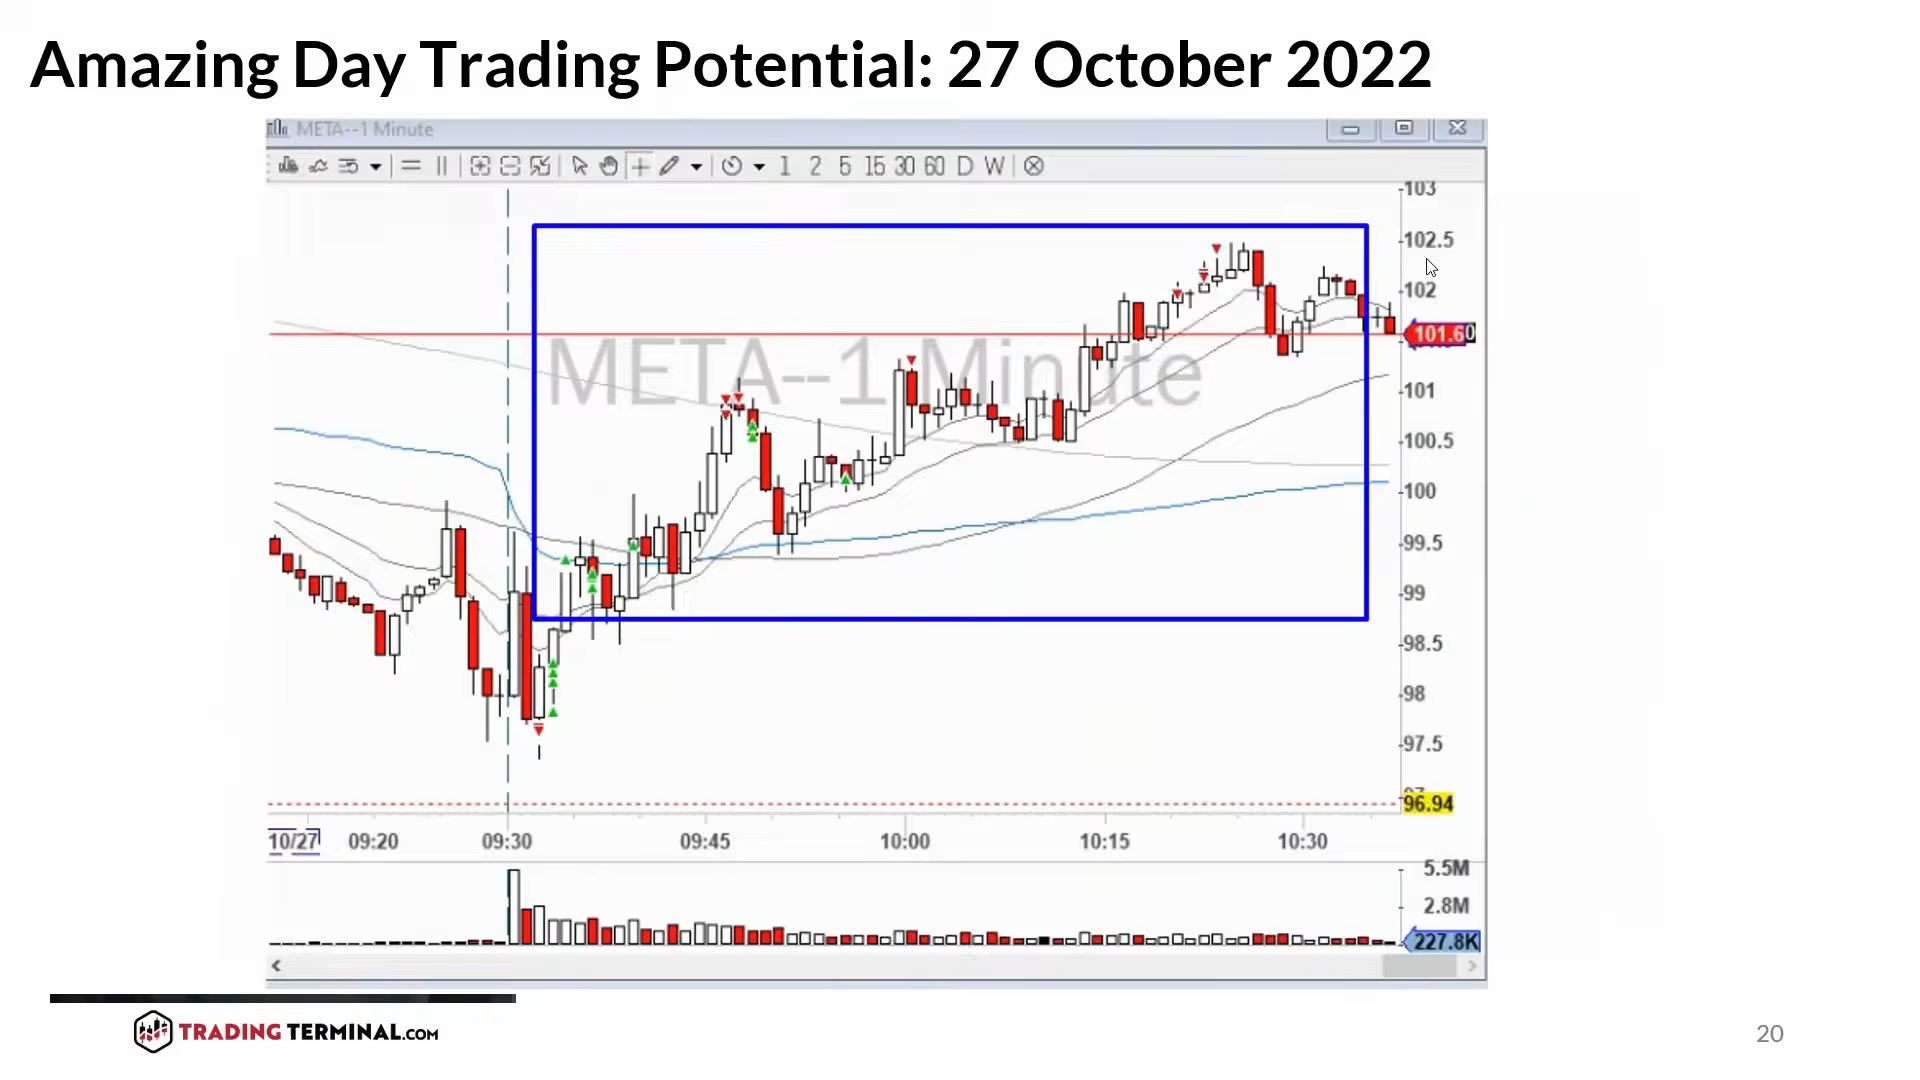 Amazing Day Trading Potential: 27 October 2022
META--1 Minute
1 2 5 15 30 60 D W
META--1 Minute
103
102.5
102
101.60
101
100.5
100
99.5
99
98.5
98
97.5
96.94
10/27 09:20 09:30 09:45 10:00 10:15 10:30
5.5M
2.8M
227.8K
TRADING TERMINAL.COM
20